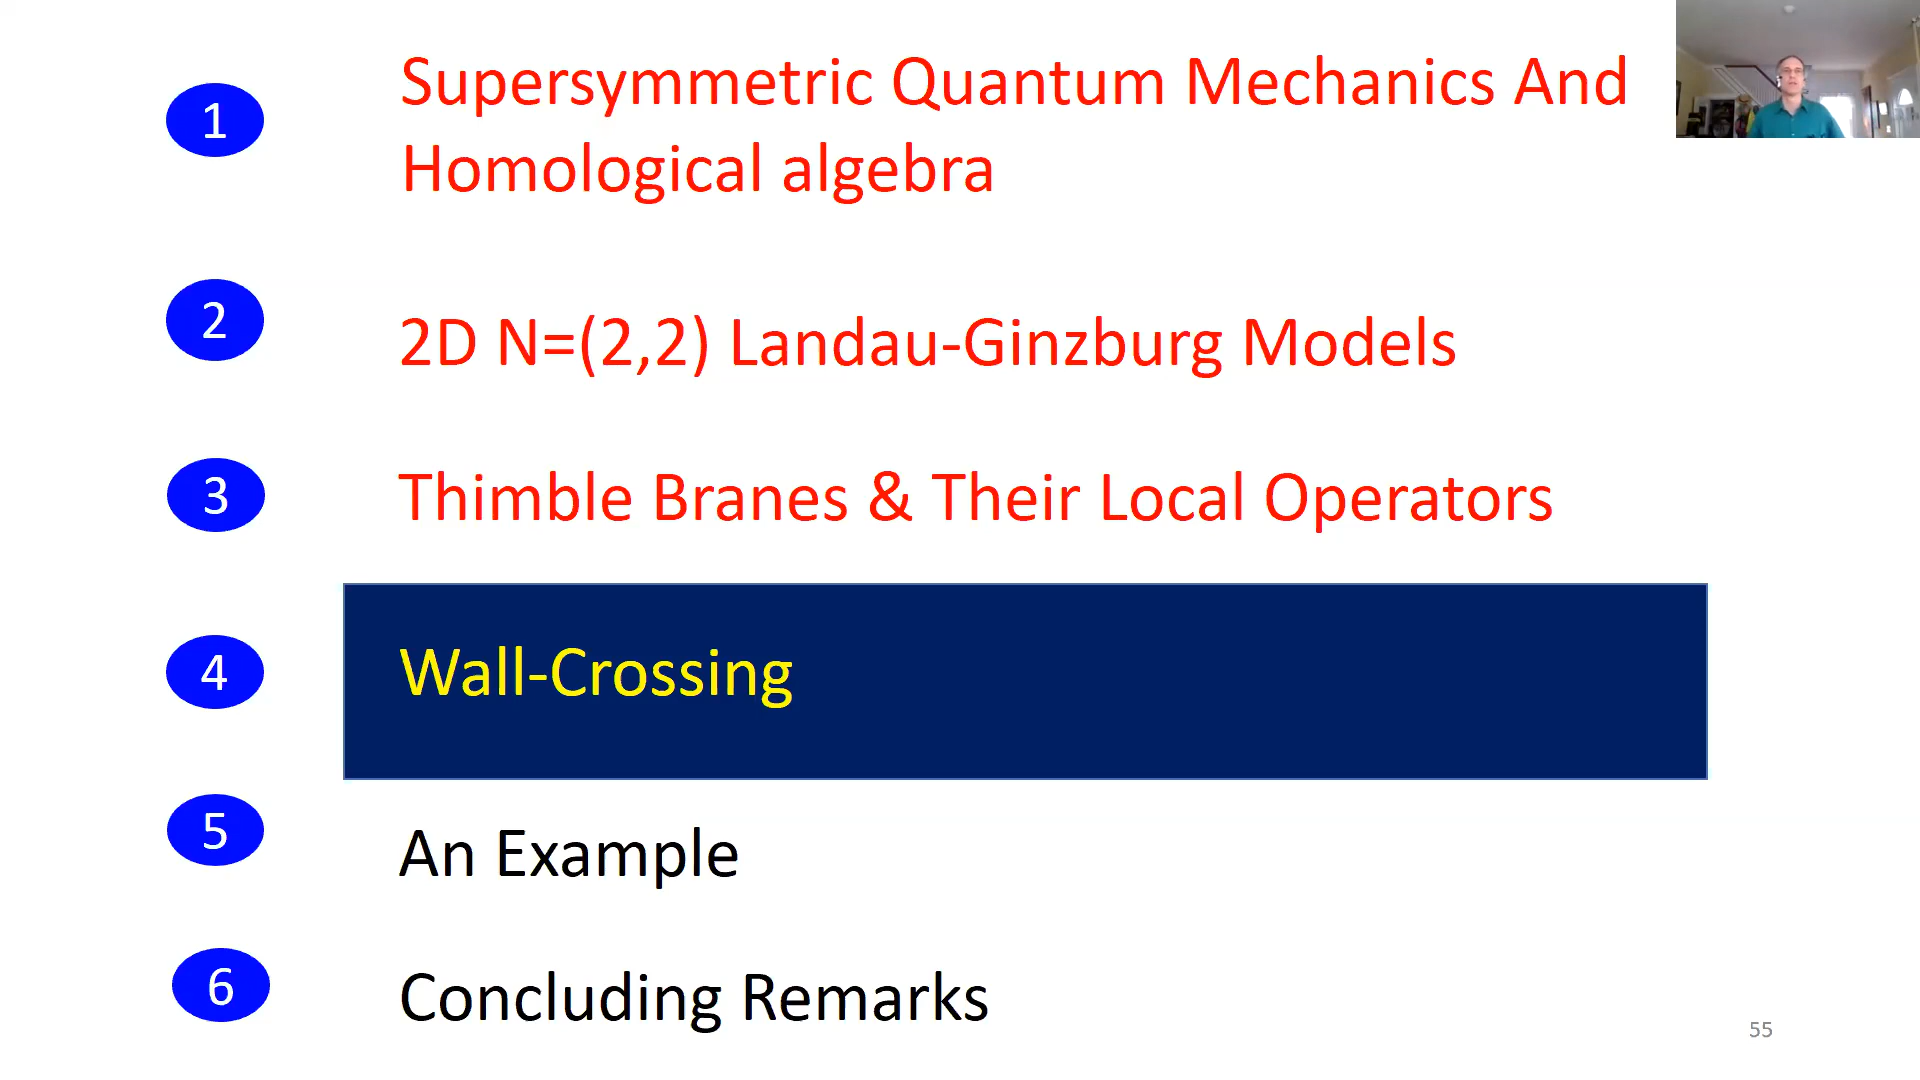 1
Supersymmetric Quantum Mechanics And
Homological algebra
2
2D N=(2,2) Landau-Ginzburg Models
3
Thimble Branes & Their Local Operators
4
Wall-Crossing
5
An Example
6
Concluding Remarks
55